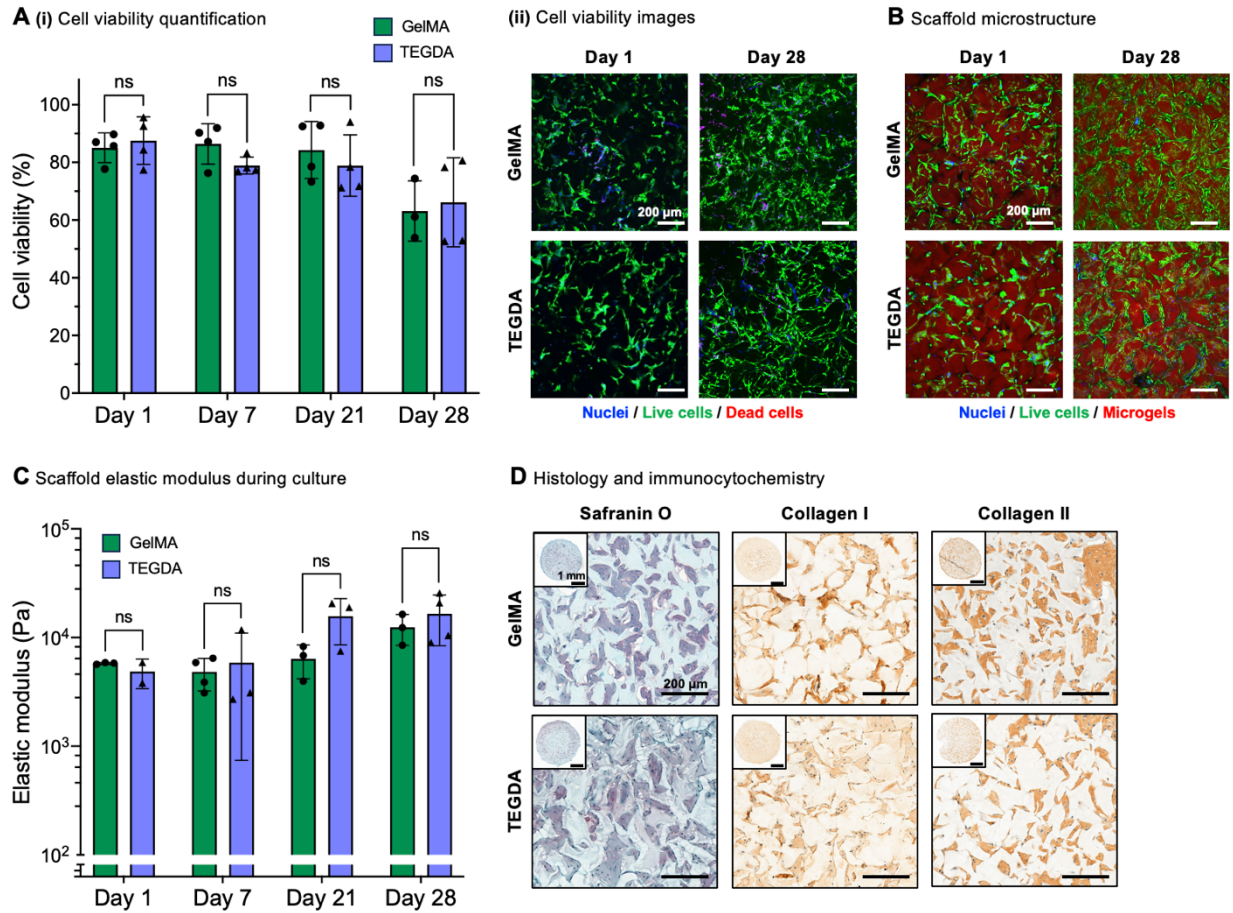 A (i) Cell viability quantification
GelMA
TEGDA
ns
ns
ns
ns
Cell viability (%)
100
80
60
40
20
0
Day 1
Day 7
Day 21
Day 28
(ii) Cell viability images
Day 1
Day 28
GelMA
200 µm
TEGDA
Nuclei / Live cells / Dead cells
B Scaffold microstructure
Day 1
Day 28
GelMA
200 µm
TEGDA
Nuclei / Live cells / Microgels
C Scaffold elastic modulus during culture
GelMA
TEGDA
ns
ns
ns
ns
Elastic modulus (Pa)
10⁵
10⁴
10³
10²
Day 1
Day 7
Day 21
Day 28
D Histology and immunocytochemistry
Safranin O
Collagen I
Collagen II
GelMA
1 mm
200 µm
TEGDA